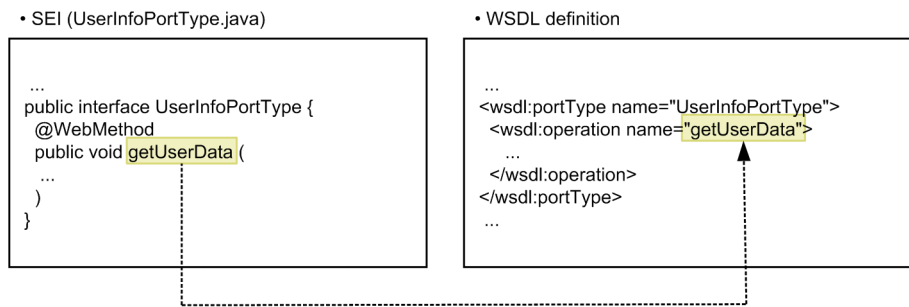 • SEI (UserInfoPortType.java)
...
public interface UserInfoPortType {
@WebMethod
public void getUserData (
...
)
}
• WSDL definition
...
<wsdl:portType name="UserInfoPortType">
<wsdl:operation name="getUserData">
...
</wsdl:operation>
</wsdl:portType>
...